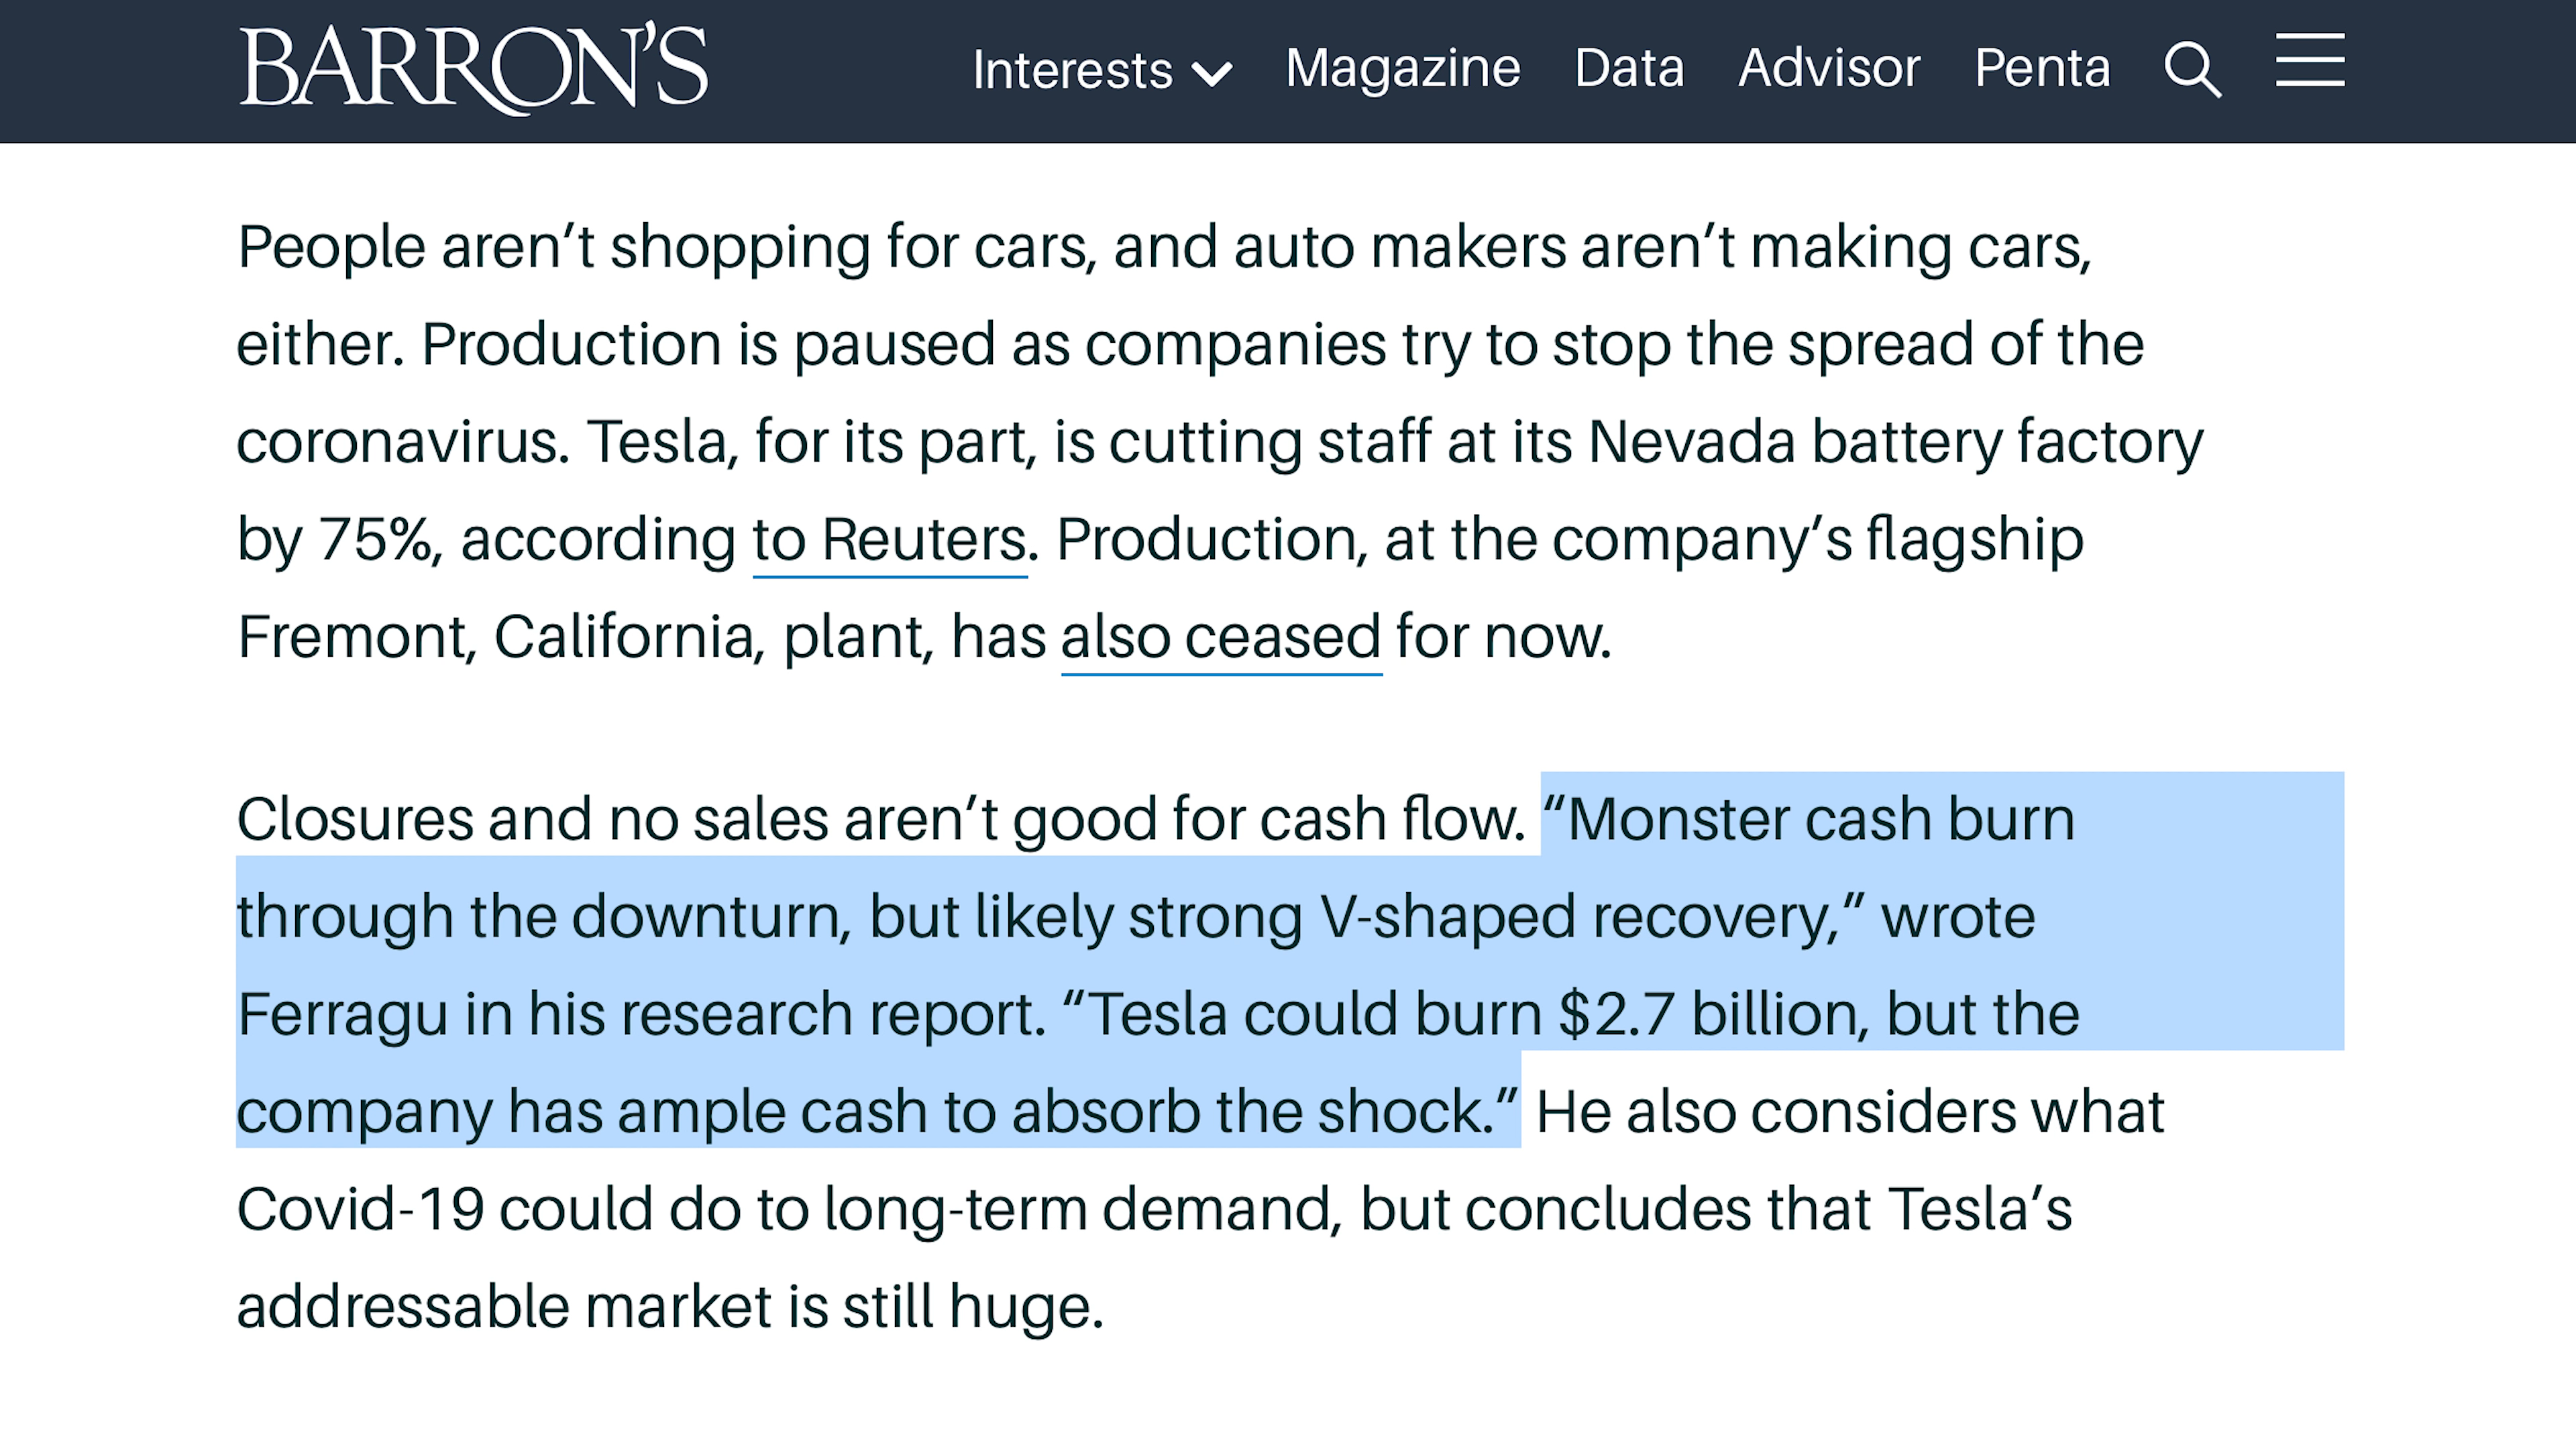 BARRON’S
Interests Magazine Data Advisor Penta
People aren’t shopping for cars, and auto makers aren’t making cars,
either. Production is paused as companies try to stop the spread of the
coronavirus. Tesla, for its part, is cutting staff at its Nevada battery factory
by 75%, according to Reuters. Production, at the company’s flagship
Fremont, California, plant, has also ceased for now.
Closures and no sales aren’t good for cash flow. “Monster cash burn
through the downturn, but likely strong V-shaped recovery,” wrote
Ferragu in his research report. “Tesla could burn $2.7 billion, but the
company has ample cash to absorb the shock.” He also considers what
Covid-19 could do to long-term demand, but concludes that Tesla’s
addressable market is still huge.